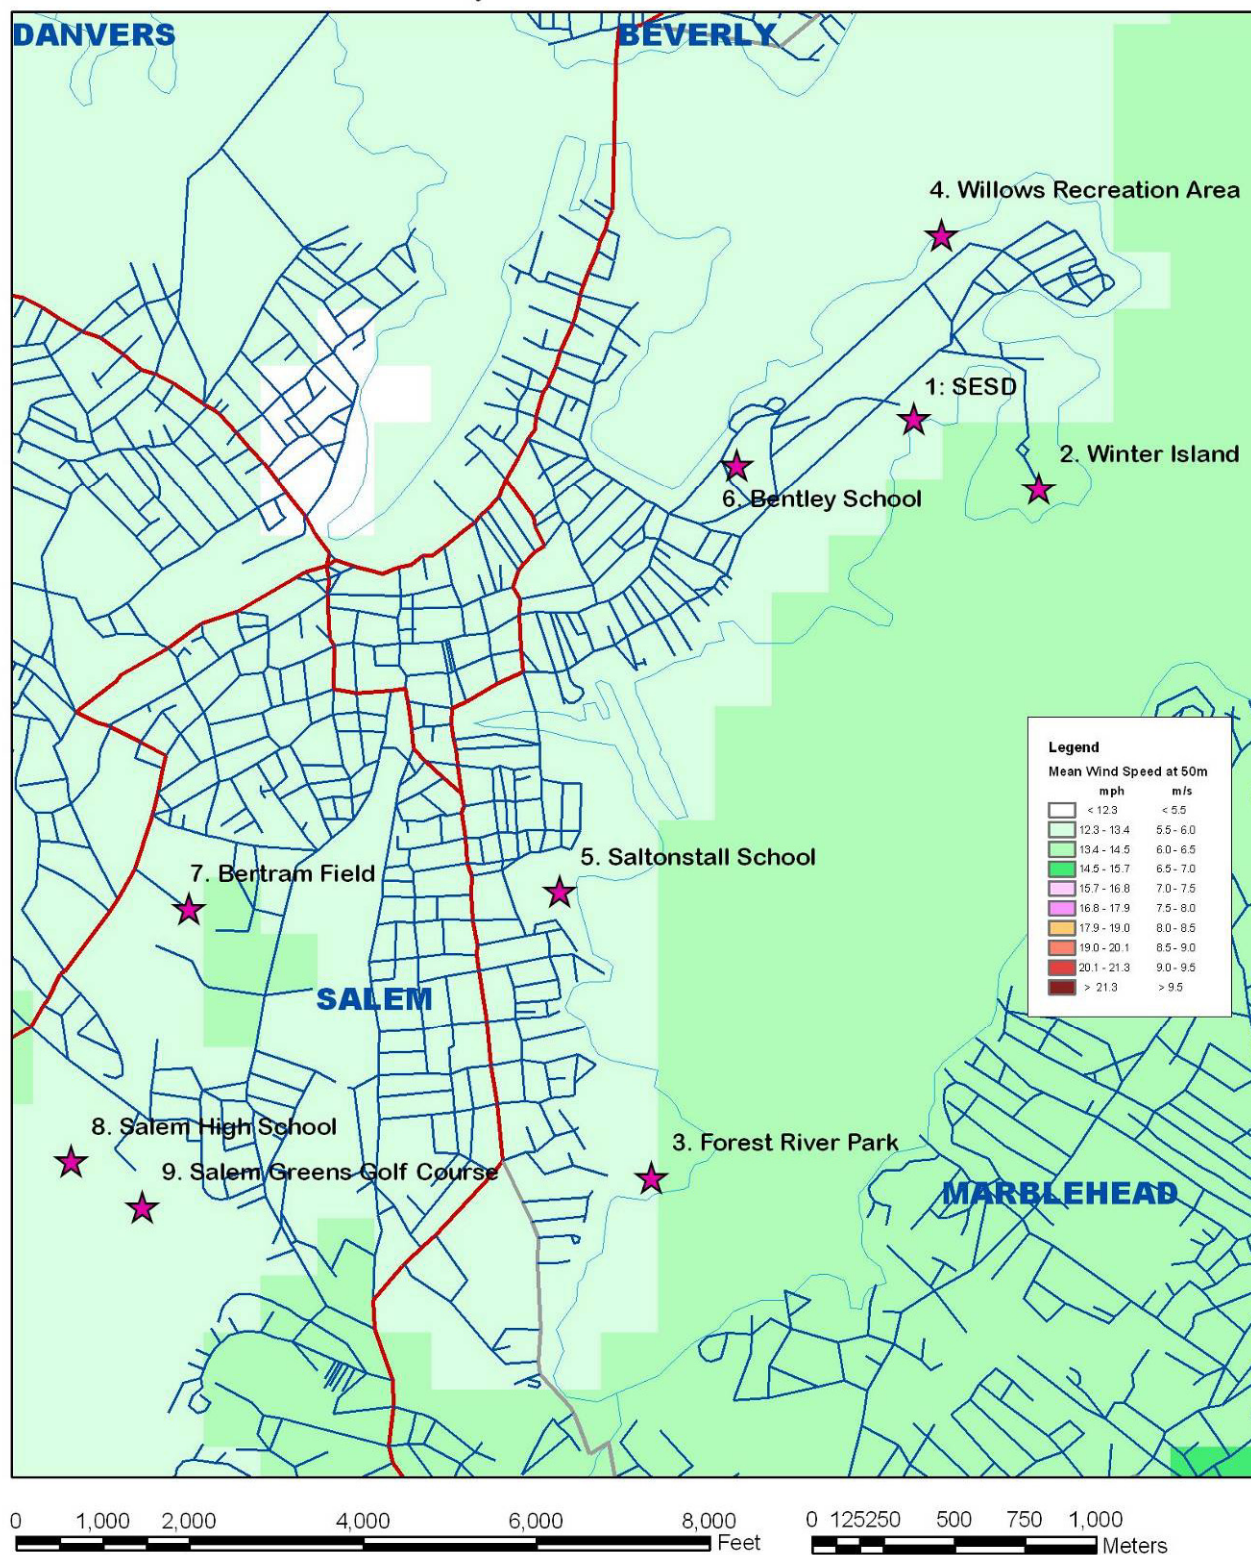 DANVERS
BEVERLY
4. Willows Recreation Area
1: SESD
2. Winter Island
6. Bentley School
Legend
Mean Wind Speed at 50m
mph m/s
< 12.3 < 5.5
12.3 - 13.4 5.5 - 6.0
13.4 - 14.5 6.0 - 6.5
14.5 - 15.7 6.5 - 7.0
15.7 - 16.8 7.0 - 7.5
16.8 - 17.9 7.5 - 8.0
17.9 - 19.0 8.0 - 8.5
19.0 - 20.1 8.5 - 9.0
20.1 - 21.3 9.0 - 9.5
> 21.3 > 9.5
5. Saltonstall School
7. Bertram Field
SALEM
8. Salem High School
3. Forest River Park
9. Salem Greens Golf Course
MARBLEHEAD
0 1,000 2,000 4,000 6,000 8,000 Feet
0 125250 500 750 1,000 Meters